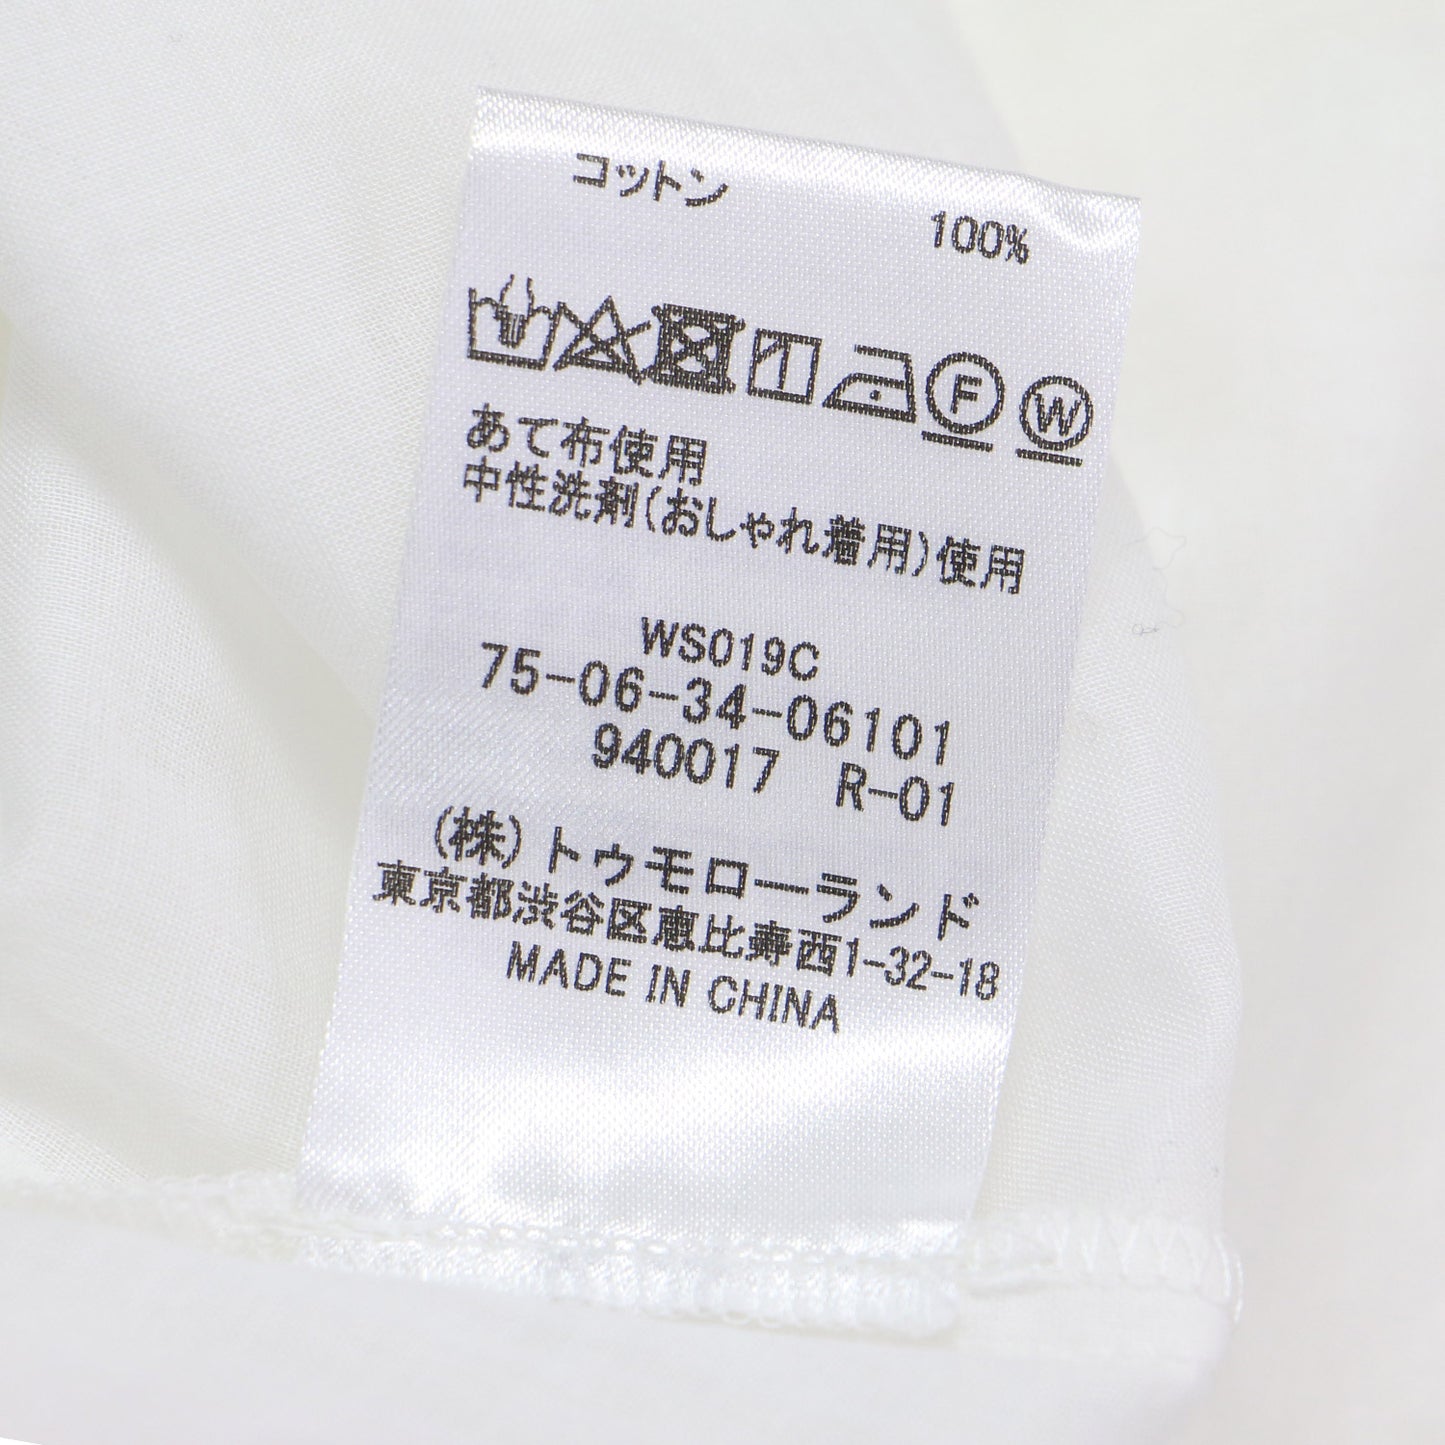 コットン 100%
F W
あて布使用
中性洗剤(おしゃれ着用)使用
WS019C
75-06-34-06101
940017 R-01
(株)トゥモローランド
東京都渋谷区恵比寿西1-32-18
MADE IN CHINA